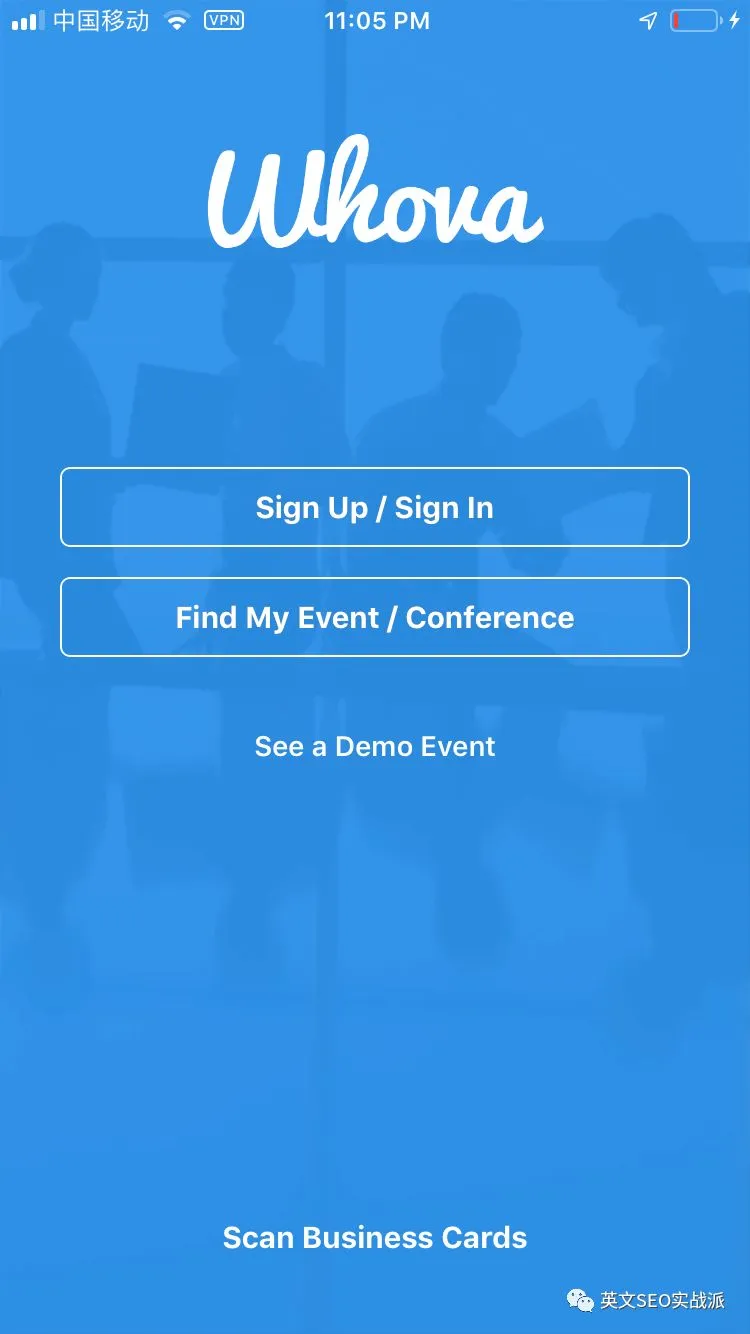 中国移动 VPN 11:05 PM
Whova
Sign Up / Sign In
Find My Event / Conference
See a Demo Event
Scan Business Cards
英文SEO实战派